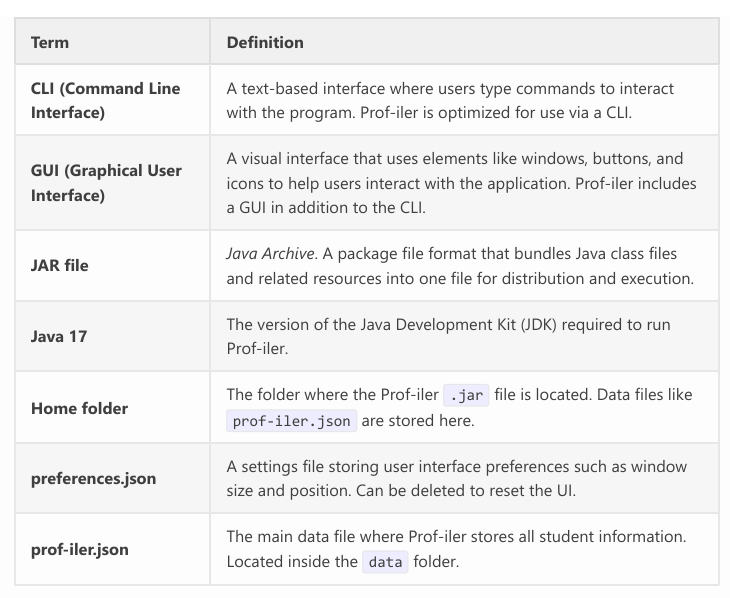 Term Definition
CLI (Command Line
Interface)
A text-based interface where users type commands to interact
with the program. Prof-iler is optimized for use via a CLI.
GUI (Graphical User
Interface)
A visual interface that uses elements like windows, buttons, and
icons to help users interact with the application. Prof-iler includes
a GUI in addition to the CLI.
JAR file
Java Archive. A package file format that bundles Java class files
and related resources into one file for distribution and execution.
Java 17
The version of the Java Development Kit (JDK) required to run
Prof-iler.
Home folder
The folder where the Prof-iler .jar file is located. Data files like
prof-iler.json are stored here.
preferences.json
A settings file storing user interface preferences such as window
size and position. Can be deleted to reset the UI.
prof-iler.json
The main data file where Prof-iler stores all student information.
Located inside the data folder.